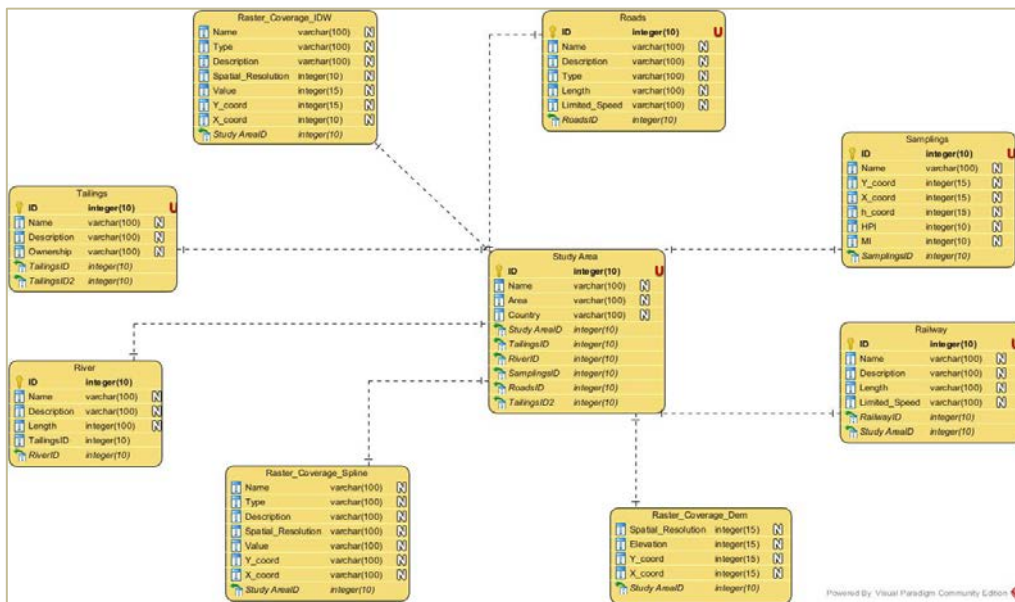 Raster_Coverage_IDW
Name varchar(100) N
Type varchar(100) N
Description varchar(100) N
Spatial_Resolution integer(10) N
Value integer(15) N
Y_coord integer(15) N
X_coord integer(10) N
Study AreaID integer(10)
Roads
ID integer(10) U
Name varchar(100) N
Description varchar(100) N
Type varchar(100) N
Length varchar(100) N
Limited_Speed varchar(100) N
RoadsID integer(10)
Samplings
ID integer(10) U
Name varchar(100) N
Y_coord integer(15) N
X_coord integer(15) N
h_coord integer(15) N
HPI integer(10) N
MI integer(10) N
SamplingsID integer(10)
Tailings
ID integer(10) U
Name varchar(100) N
Description varchar(100) N
Ownership varchar(100) N
TailingsID integer(10)
TailingsID2 integer(10)
Study Area
ID integer(10) U
Name varchar(100) N
Area varchar(100) N
Country varchar(100) N
Study AreaID integer(10)
TailingsID integer(10)
RiverID integer(10)
SamplingsID integer(10)
RoadsID integer(10)
TailingsID2 integer(10)
Railway
ID integer(10) U
Name varchar(100) N
Description varchar(100) N
Length varchar(100) N
Limited_Speed varchar(100) N
RailwayID integer(10)
Study AreaID integer(10)
River
ID integer(10)
Name varchar(100) N
Description varchar(100) N
Length integer(100) N
TailingsID integer(10)
RiverID integer(10)
Raster_Coverage_Spline
Name varchar(100) N
Type varchar(100) N
Description varchar(100) N
Spatial_Resolution varchar(100) N
Value varchar(100) N
Y_coord varchar(100) N
X_coord varchar(100) N
Study AreaID integer(10)
Raster_Coverage_Dem
Spatial_Resolution integer(15) N
Elevation integer(15) N
Y_coord integer(15) N
X_coord integer(15) N
Study AreaID integer(10)
Powered By Visual Paradigm Community Edition